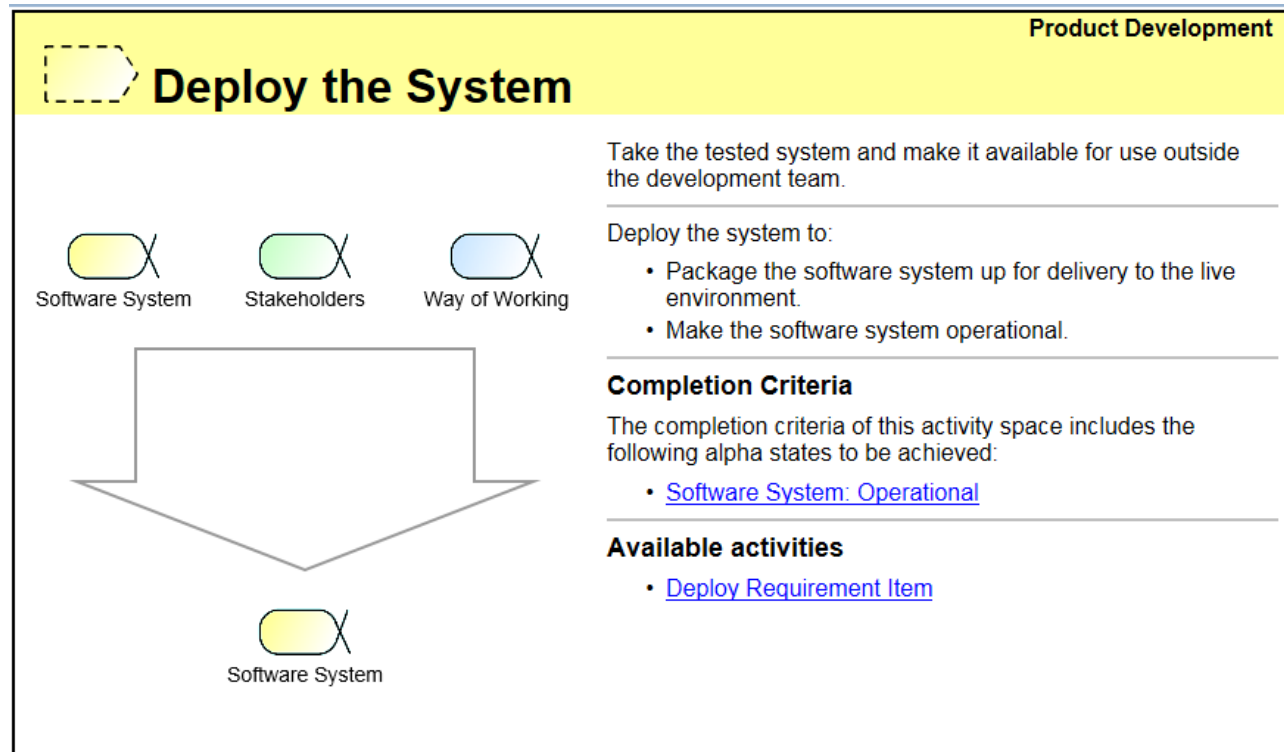 Product Development
Deploy the System
Take the tested system and make it available for use outside
the development team.
Deploy the system to:
• Package the software system up for delivery to the live
environment.
• Make the software system operational.
Software System
Stakeholders
Way of Working
Completion Criteria
The completion criteria of this activity space includes the
following alpha states to be achieved:
• Software System: Operational
Available activities
• Deploy Requirement Item
Software System